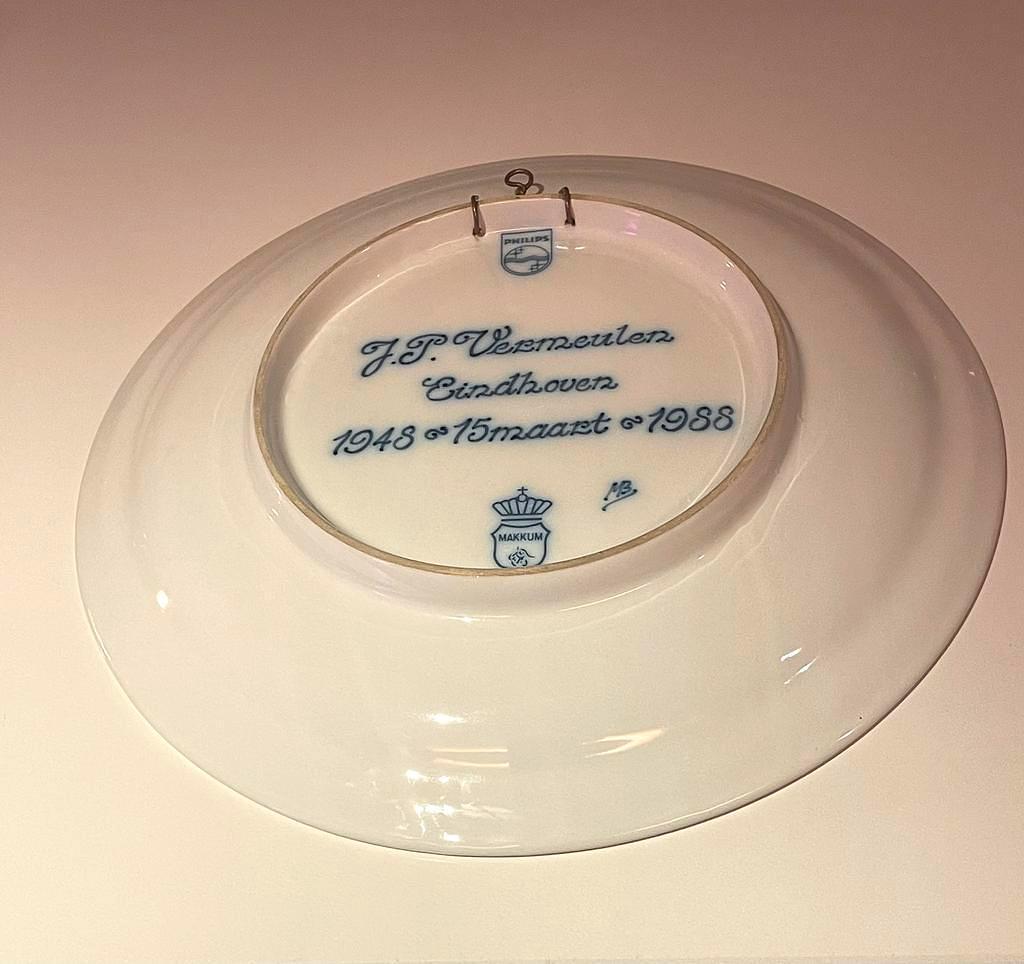 PHILIPS
J.P. Vermeulen
Eindhoven
1948 ~ 15 maart ~ 1988
MB
MAKKUM